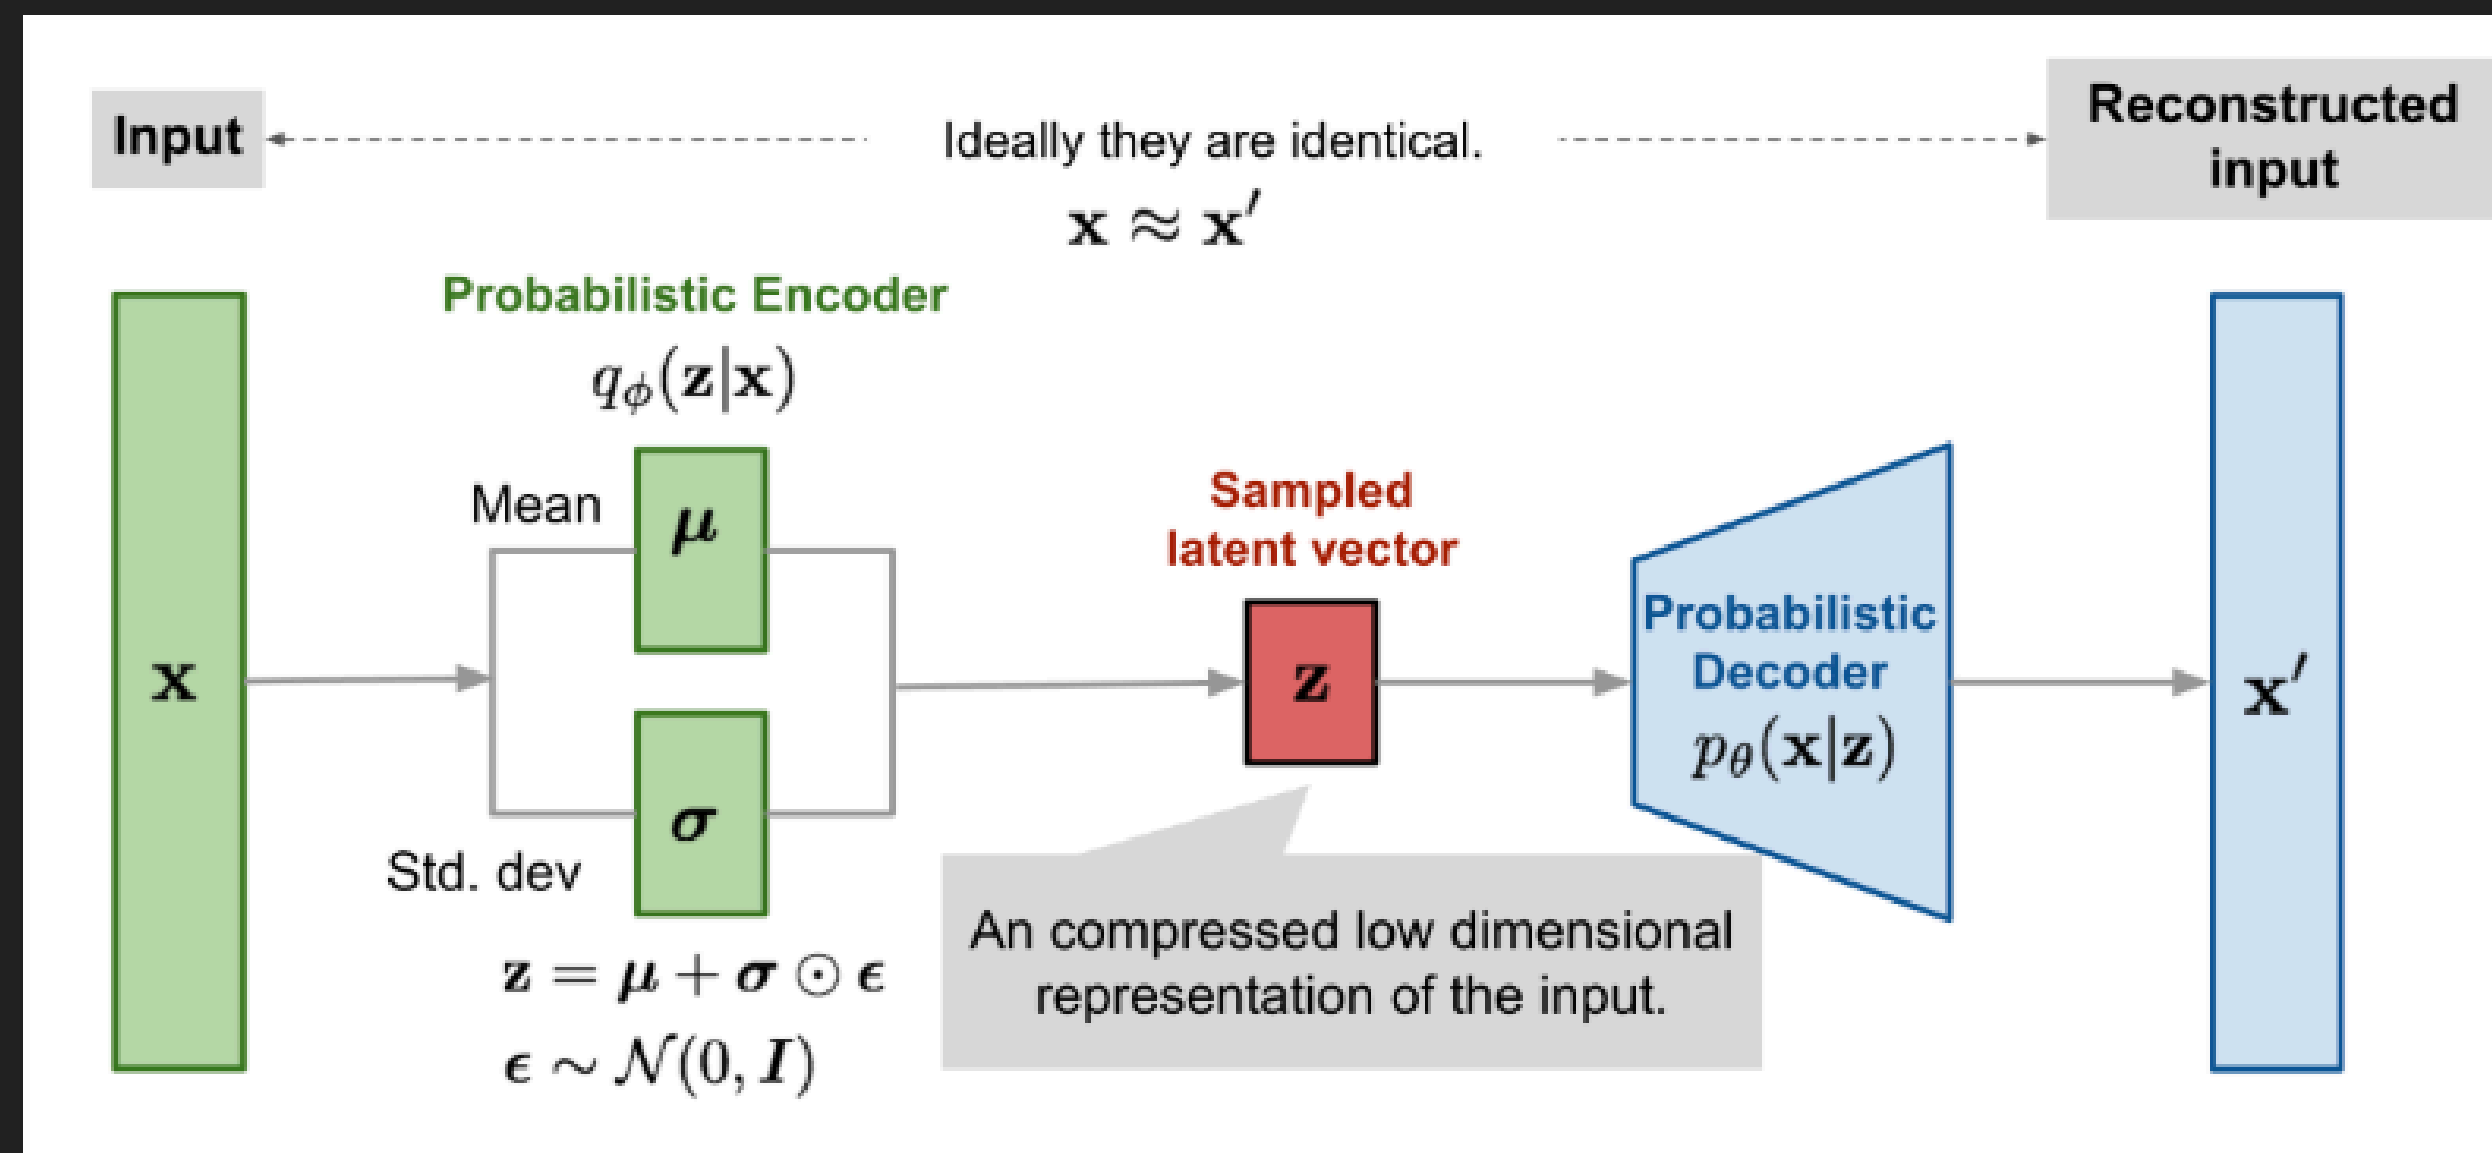 Input
Ideally they are identical.
x ≈ x′
Reconstructed
input
Probabilistic Encoder
qϕ(z|x)
Mean
μ
x
Std. dev
σ
z = μ + σ ⊙ ϵ
ϵ ∼ 𝒩(0, I)
Sampled
latent vector
z
An compressed low dimensional
representation of the input.
Probabilistic
Decoder
pθ(x|z)
x′